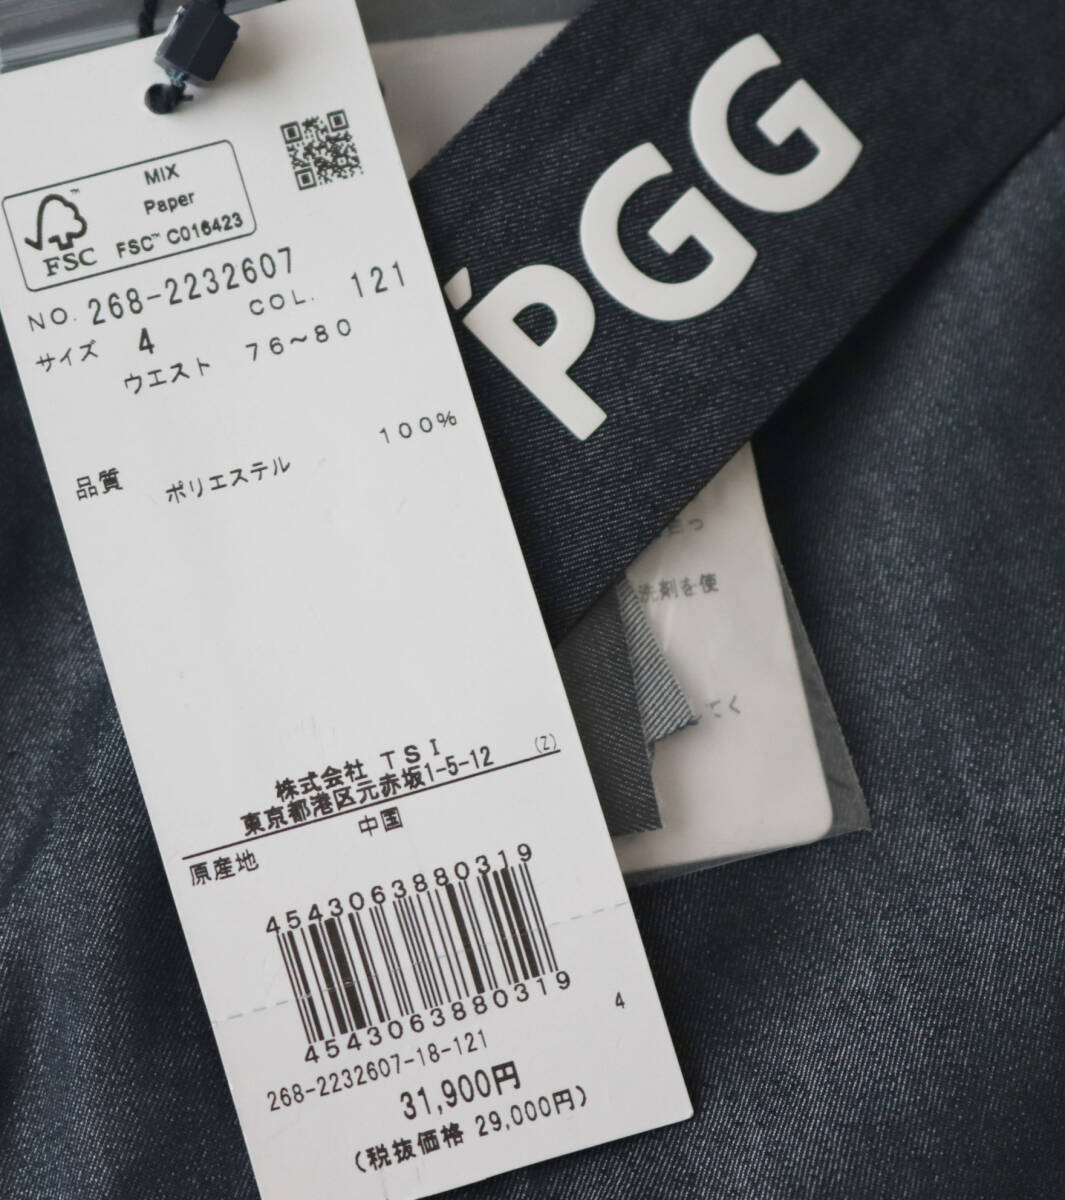 MIX
Paper
FSC™ C016423
FSC
NO. 268-2232607
COL. 121
サイズ 4
ウエスト 76～80
品質 ポリエステル 100%
株式会社 TSI
東京都港区元赤坂1-5-12 (Z)
原産地 中国
4543063880319
4543063880319
268-2232607-18-121 4
31,900円
(税抜価格 29,000円)
PGG
洗剤を使
てく